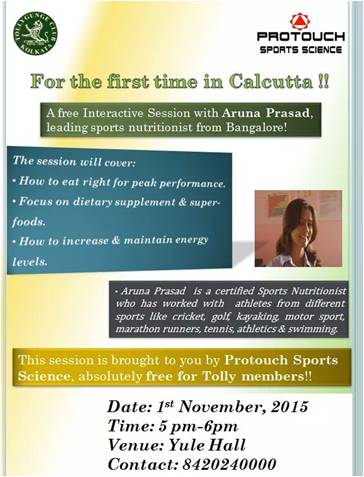 TOLLYGUNGE CLUB
KOLKATA
PROTOUCH
SPORTS SCIENCE
For the first time in Calcutta !!
A free Interactive Session with Aruna Prasad,
leading sports nutritionist from Bangalore!
The session will cover:
• How to eat right for peak performance.
• Focus on dietary supplement & super-
foods.
• How to increase & maintain energy
levels.
• Aruna Prasad is a certified Sports Nutritionist
who has worked with athletes from different
sports like cricket, golf, kayaking, motor sport,
marathon runners, tennis, athletics & swimming.
This session is brought to you by Protouch Sports
Science, absolutely free for Tolly members!!
Date: 1st November, 2015
Time: 5 pm-6pm
Venue: Yule Hall
Contact: 8420240000